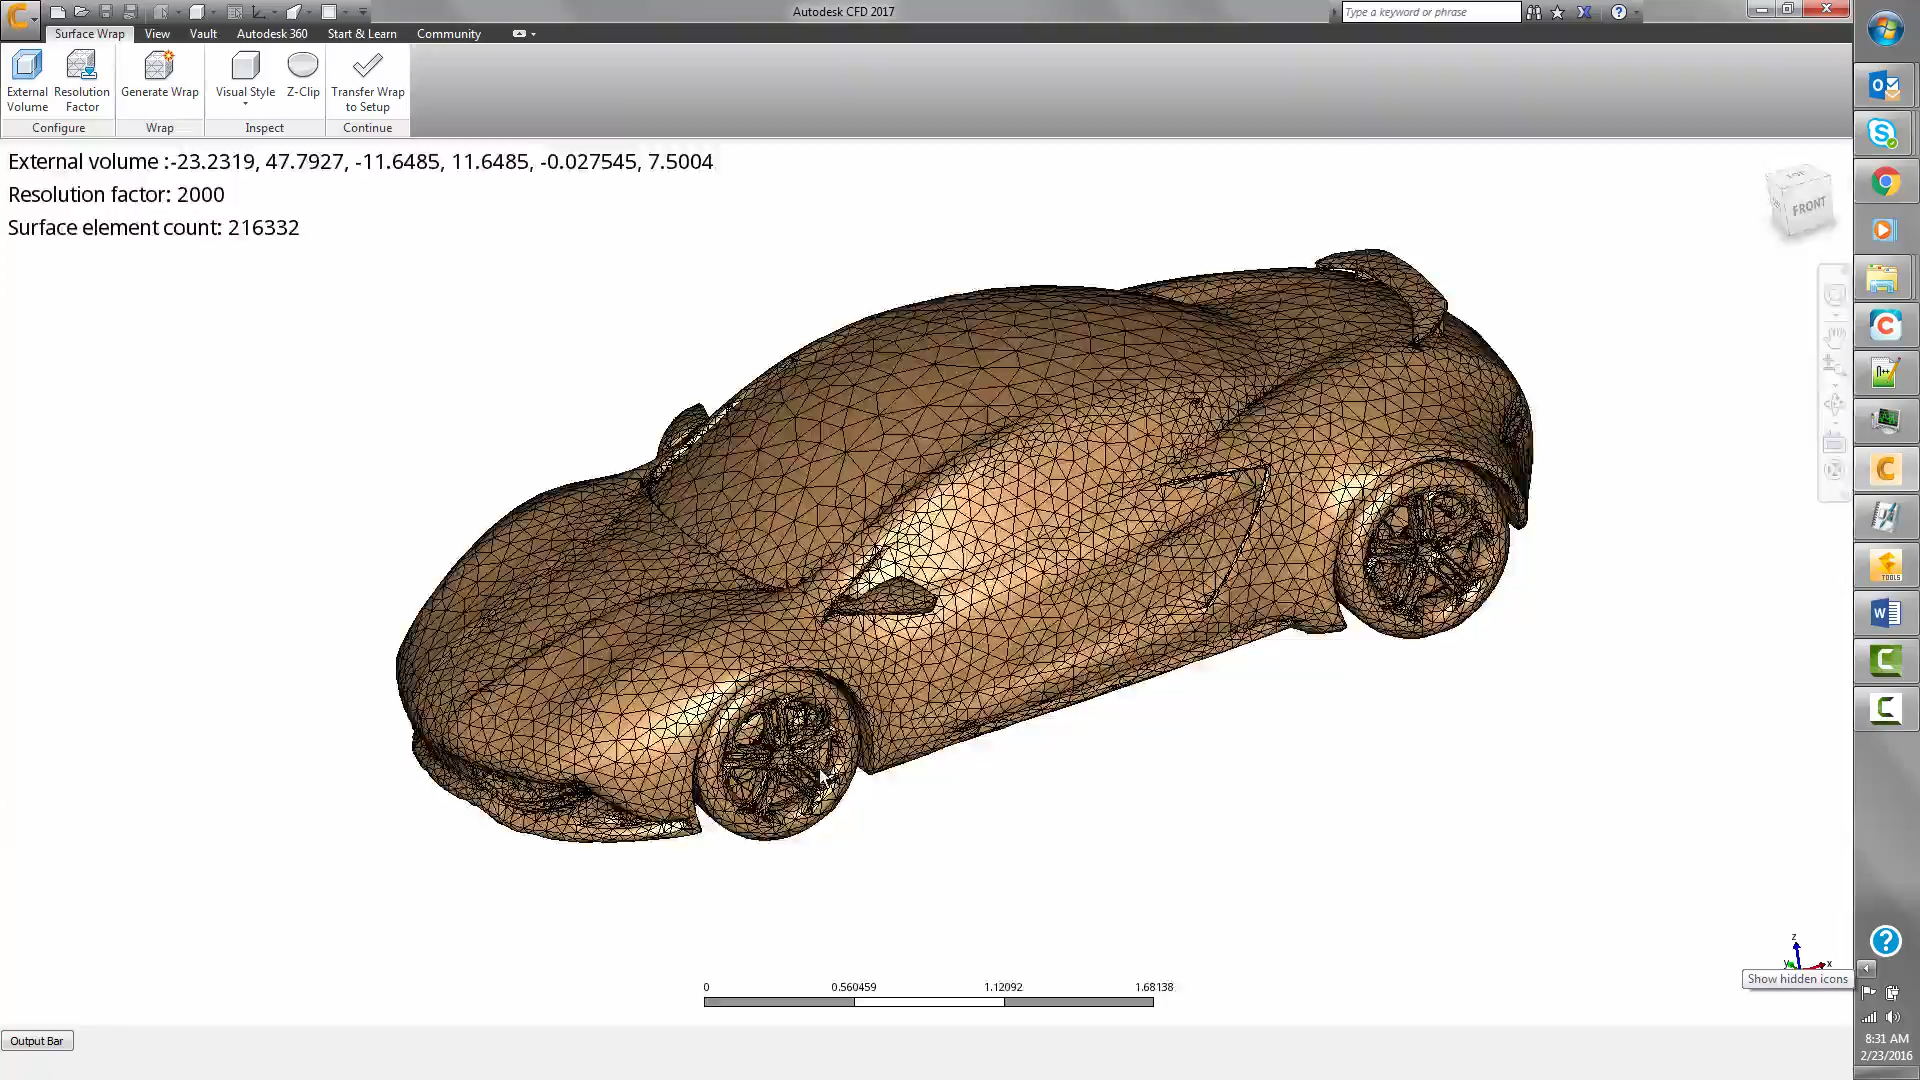 Autodesk CFD 2017
Type a keyword or phrase
Surface Wrap View Vault Autodesk 360 Start & Learn Community
External Volume
Resolution Factor
Generate Wrap
Visual Style
Z-Clip
Transfer Wrap to Setup
Configure Wrap Inspect Continue
External volume :-23.2319, 47.7927, -11.6485, 11.6485, -0.027545, 7.5004
Resolution factor: 2000
Surface element count: 216332
TOP
FRONT
TOOLS
z
y x
Show hidden icons
0 0.560459 1.12092 1.68138
Output Bar
8:31 AM
2/23/2016